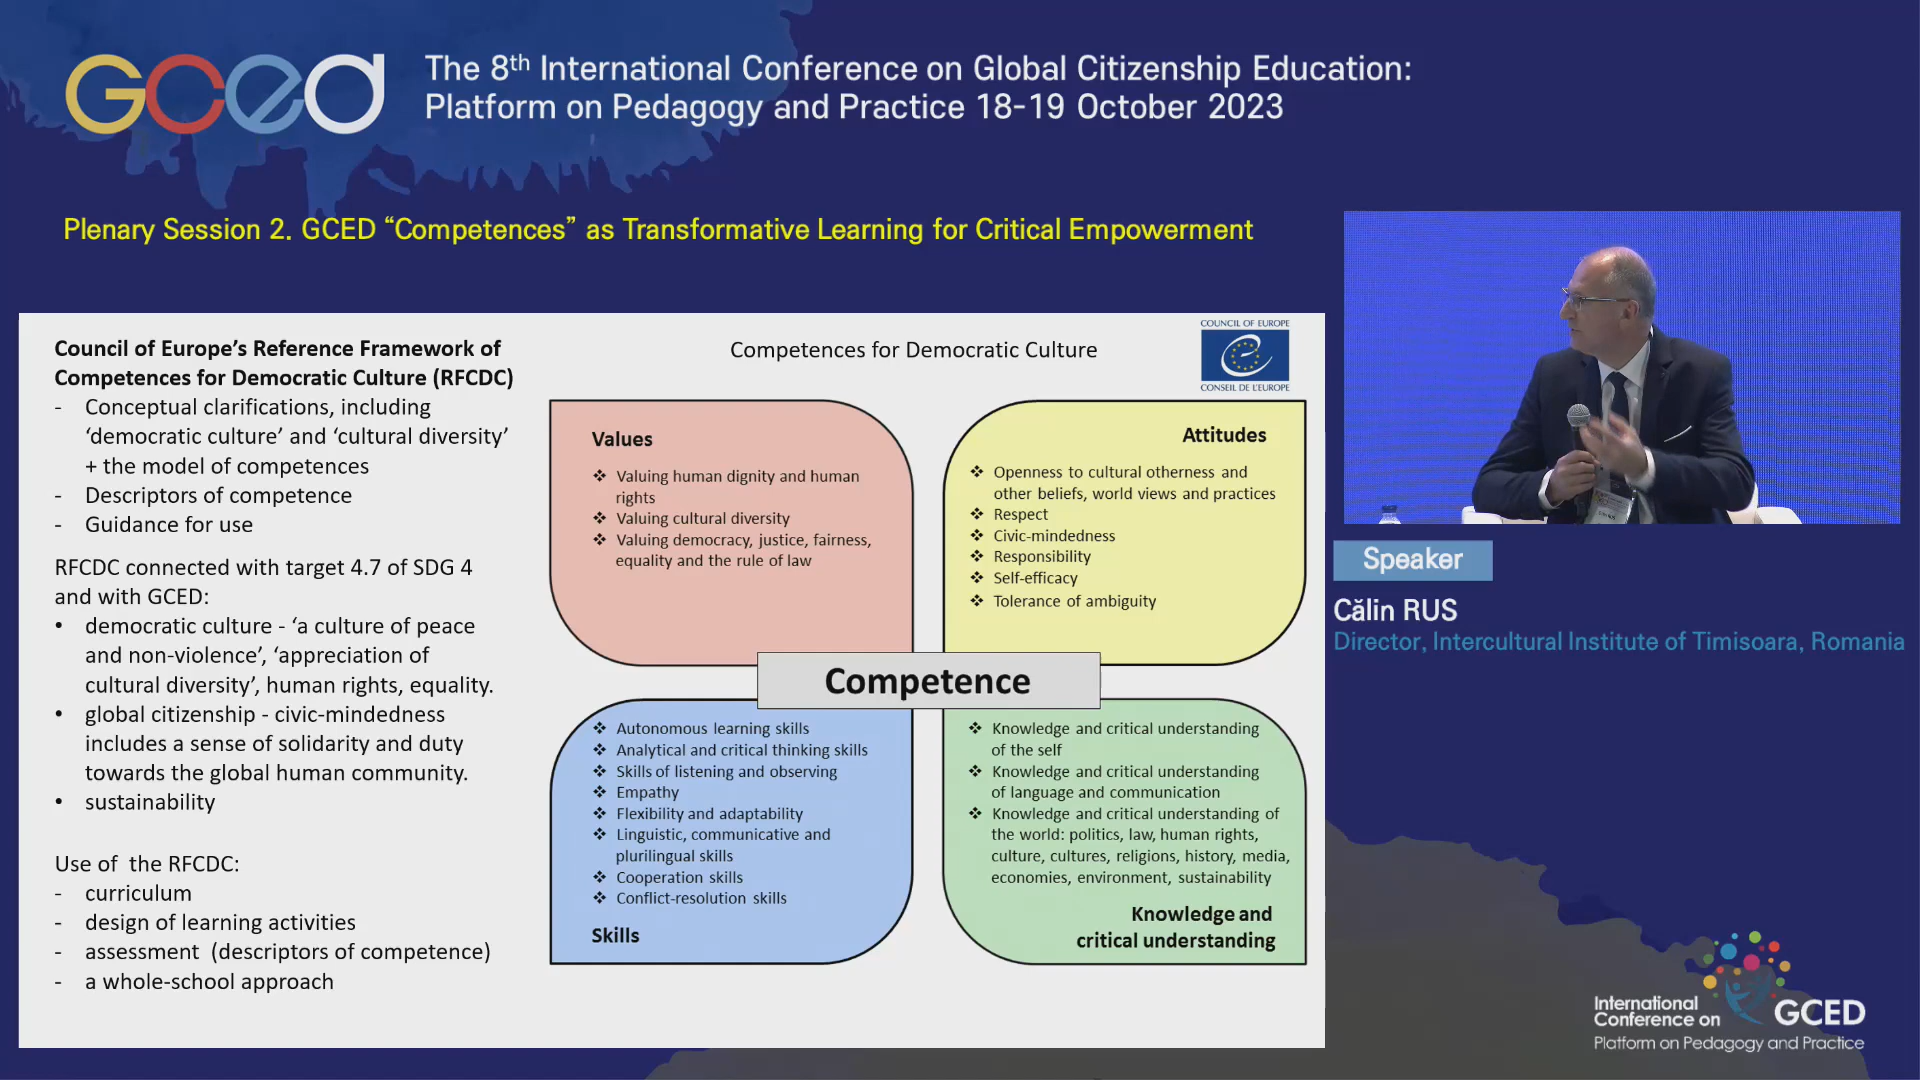 GCED
The 8th International Conference on Global Citizenship Education:
Platform on Pedagogy and Practice 18-19 October 2023
Plenary Session 2. GCED “Competences” as Transformative Learning for Critical Empowerment
Council of Europe’s Reference Framework of
Competences for Democratic Culture (RFCDC)
- Conceptual clarifications, including
‘democratic culture’ and ‘cultural diversity’
+ the model of competences
- Descriptors of competence
- Guidance for use
RFCDC connected with target 4.7 of SDG 4
and with GCED:
• democratic culture - ‘a culture of peace
and non-violence’, ‘appreciation of
cultural diversity’, human rights, equality.
• global citizenship - civic-mindedness
includes a sense of solidarity and duty
towards the global human community.
• sustainability
Use of the RFCDC:
- curriculum
- design of learning activities
- assessment (descriptors of competence)
- a whole-school approach
Competences for Democratic Culture
COUNCIL OF EUROPE
CONSEIL DE L'EUROPE
Values
❖ Valuing human dignity and human
rights
❖ Valuing cultural diversity
❖ Valuing democracy, justice, fairness,
equality and the rule of law
Attitudes
❖ Openness to cultural otherness and
other beliefs, world views and practices
❖ Respect
❖ Civic-mindedness
❖ Responsibility
❖ Self-efficacy
❖ Tolerance of ambiguity
Competence
❖ Autonomous learning skills
❖ Analytical and critical thinking skills
❖ Skills of listening and observing
❖ Empathy
❖ Flexibility and adaptability
❖ Linguistic, communicative and
plurilingual skills
❖ Cooperation skills
❖ Conflict-resolution skills
Skills
❖ Knowledge and critical understanding
of the self
❖ Knowledge and critical understanding
of language and communication
❖ Knowledge and critical understanding of
the world: politics, law, human rights,
culture, cultures, religions, history, media,
economies, environment, sustainability
Knowledge and
critical understanding
Speaker
Călin RUS
Director, Intercultural Institute of Timisoara, Romania
International
Conference on GCED
Platform on Pedagogy and Practice